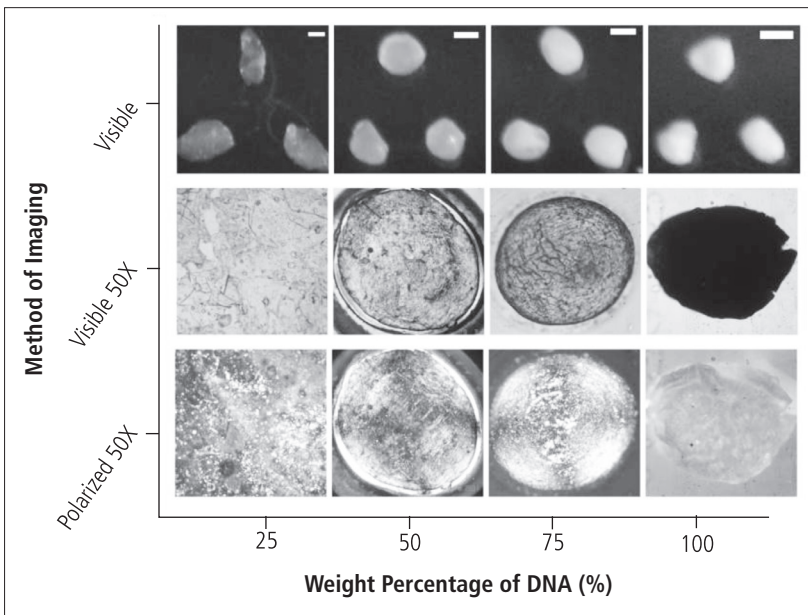 Method of Imaging
Visible
Visible 50X
Polarized 50X
25
50
75
100
Weight Percentage of DNA (%)